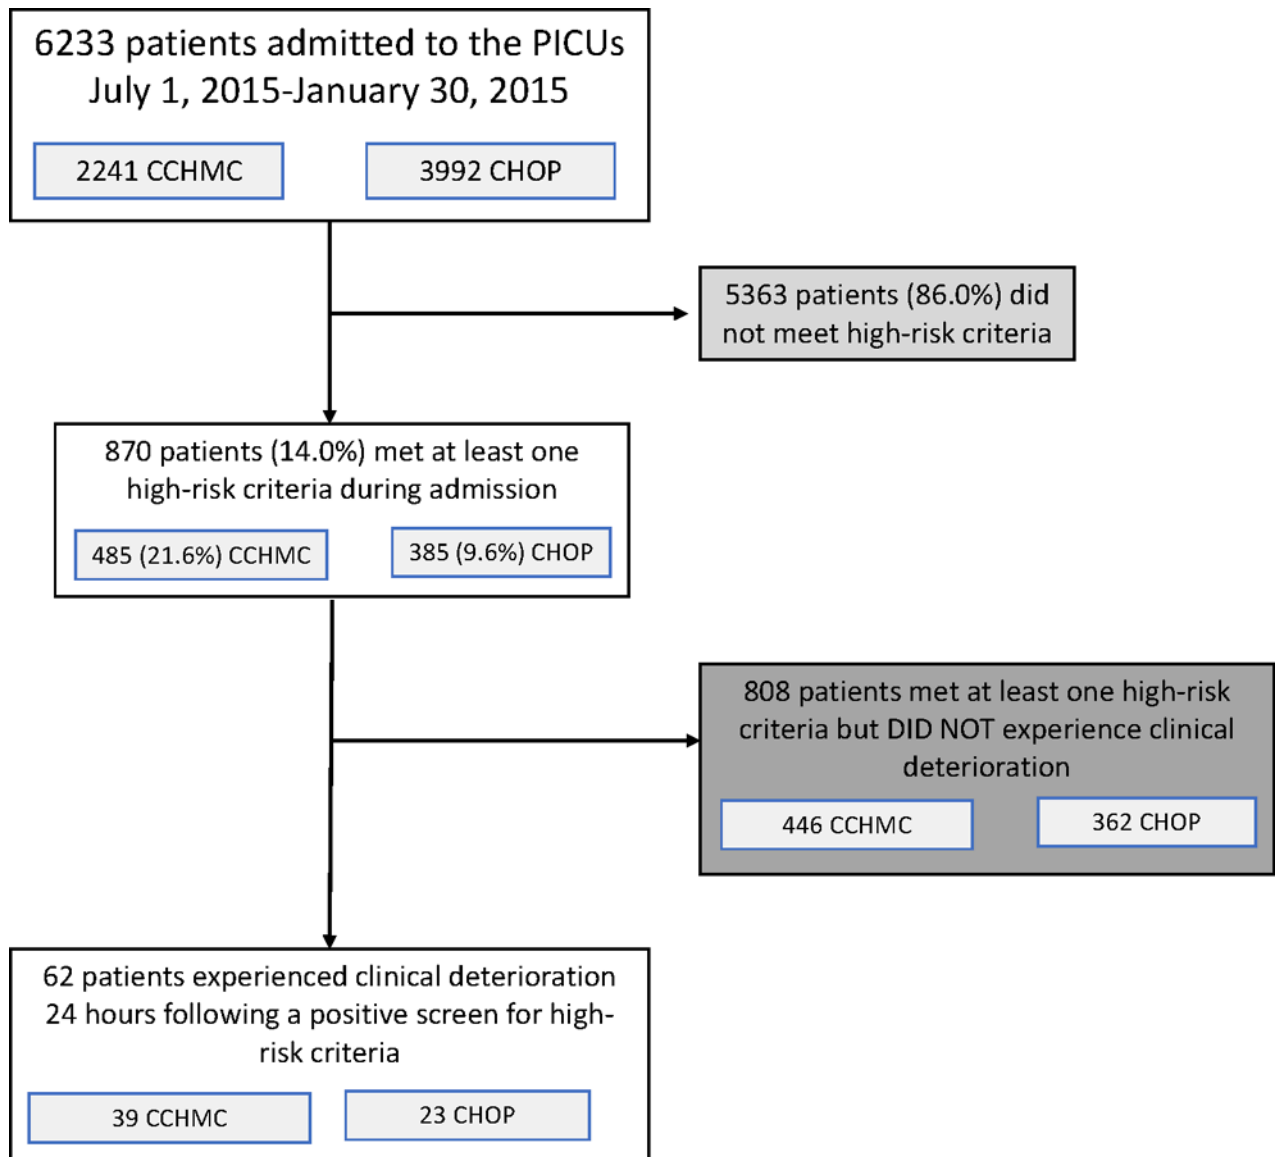 6233 patients admitted to the PICUs
July 1, 2015-January 30, 2015
2241 CCHMC
3992 CHOP
5363 patients (86.0%) did
not meet high-risk criteria
870 patients (14.0%) met at least one
high-risk criteria during admission
485 (21.6%) CCHMC
385 (9.6%) CHOP
808 patients met at least one high-risk
criteria but DID NOT experience clinical
deterioration
446 CCHMC
362 CHOP
62 patients experienced clinical deterioration
24 hours following a positive screen for high-
risk criteria
39 CCHMC
23 CHOP